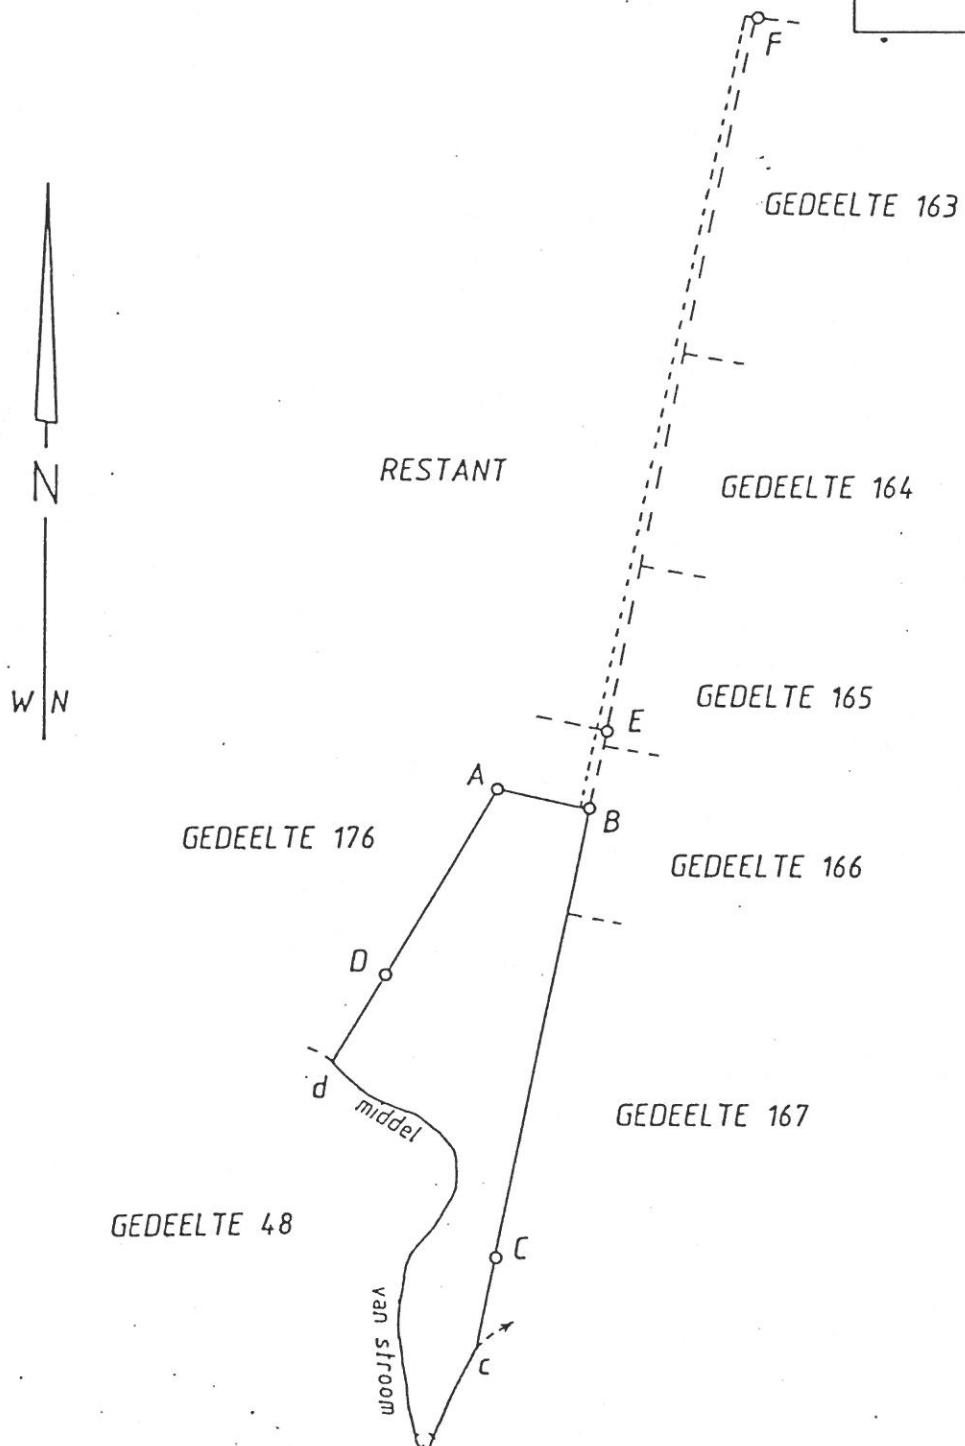 F
GEDEELTE 163
N
RESTANT
GEDEELTE 164
W N
GEDELTE 165
E
A
B
GEDEELTE 176
GEDEELTE 166
D
d
middel
GEDEELTE 167
GEDEELTE 48
C
van stroom
c